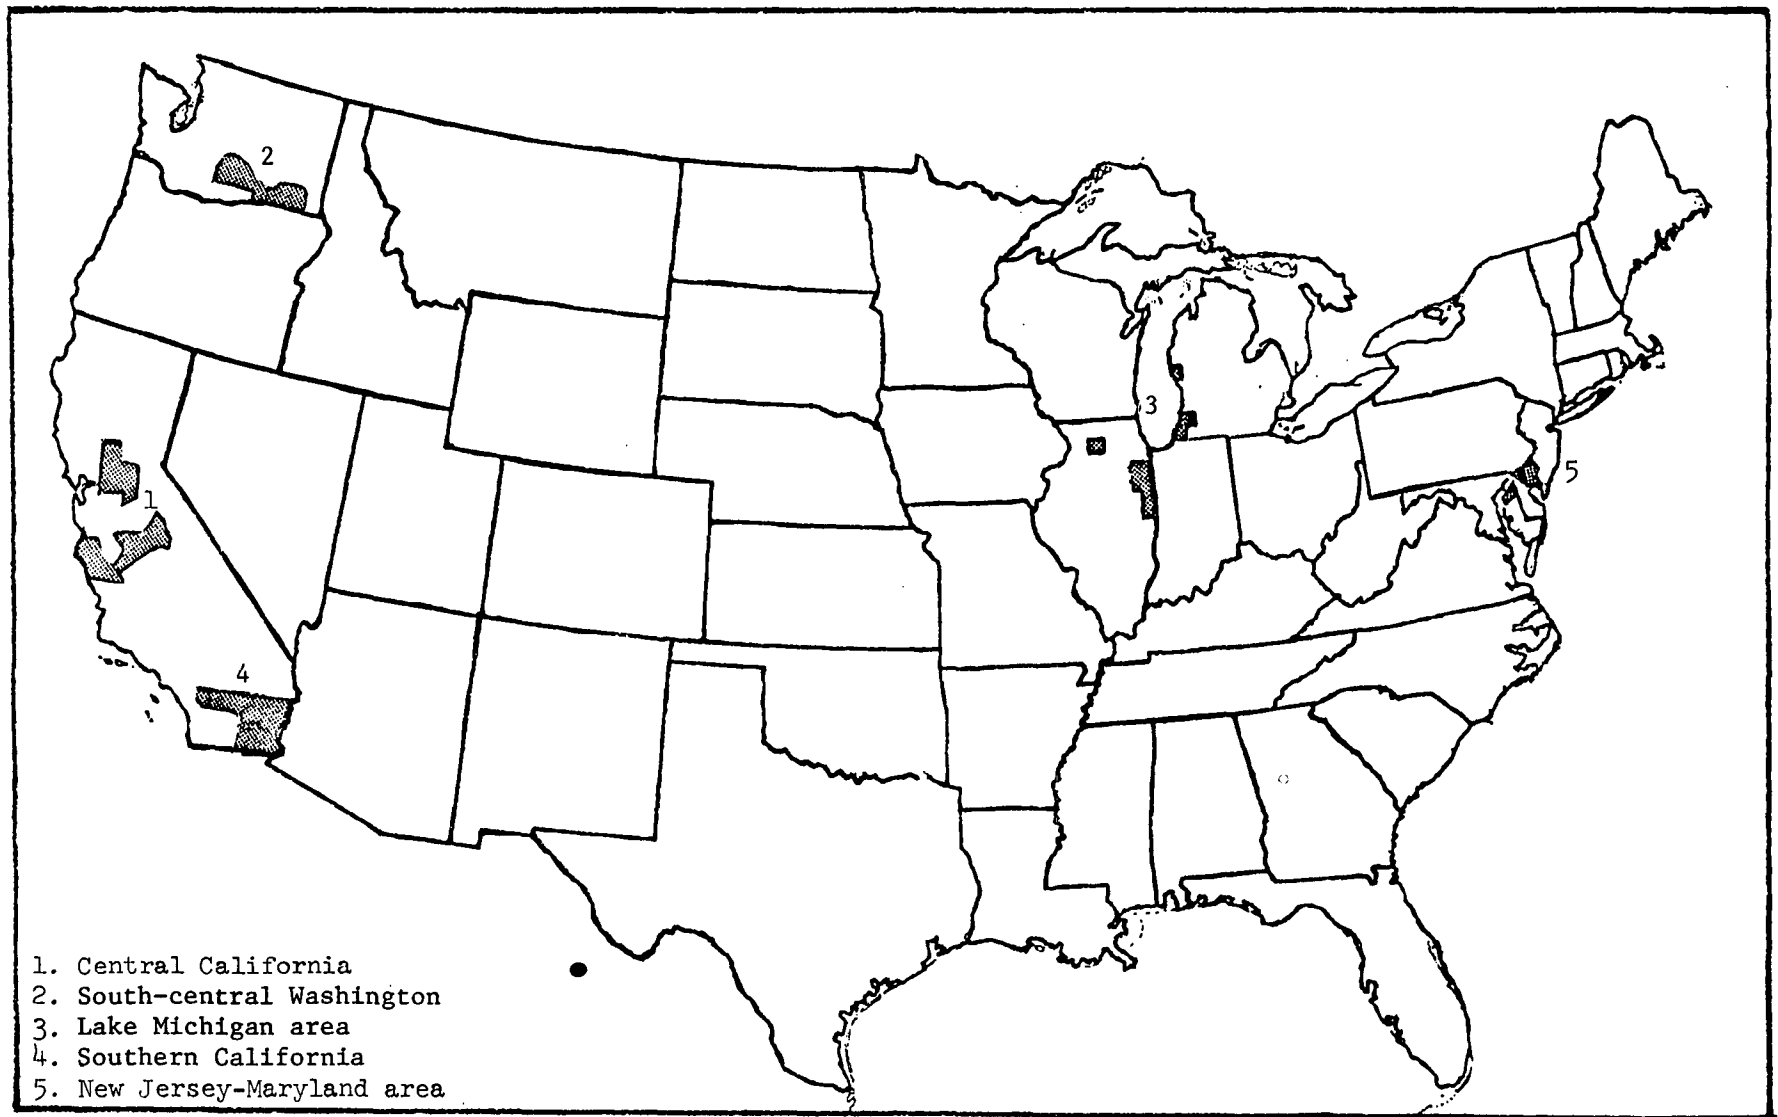 2
3
5
1
4
1. Central California
2. South-central Washington
3. Lake Michigan area
4. Southern California
5. New Jersey-Maryland area